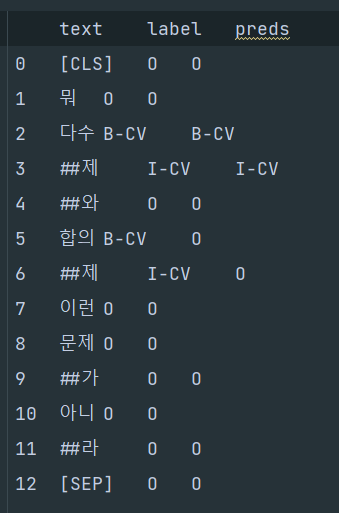 text label preds
0 [CLS] O O
1 뭐 O O
2 다수 B-CV B-CV
3 ##제 I-CV I-CV
4 ##와 O O
5 합의 B-CV O
6 ##제 I-CV O
7 이런 O O
8 문제 O O
9 ##가 O O
10 아니 O O
11 ##라 O O
12 [SEP] O O